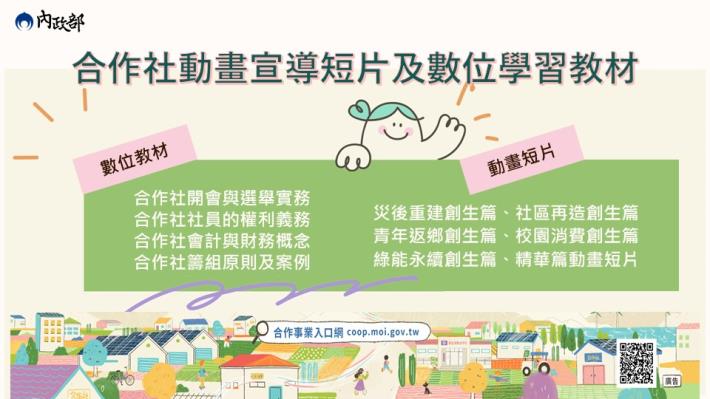 內政部
合作社動畫宣導短片及數位學習教材
數位教材
合作社開會與選舉實務
合作社社員的權利義務
合作社會計與財務概念
合作社籌組原則及案例
動畫短片
災後重建創生篇、社區再造創生篇
青年返鄉創生篇、校園消費創生篇
綠能永續創生篇、精華篇動畫短片
合作事業入口網 coop.moi.gov.tw
廣告